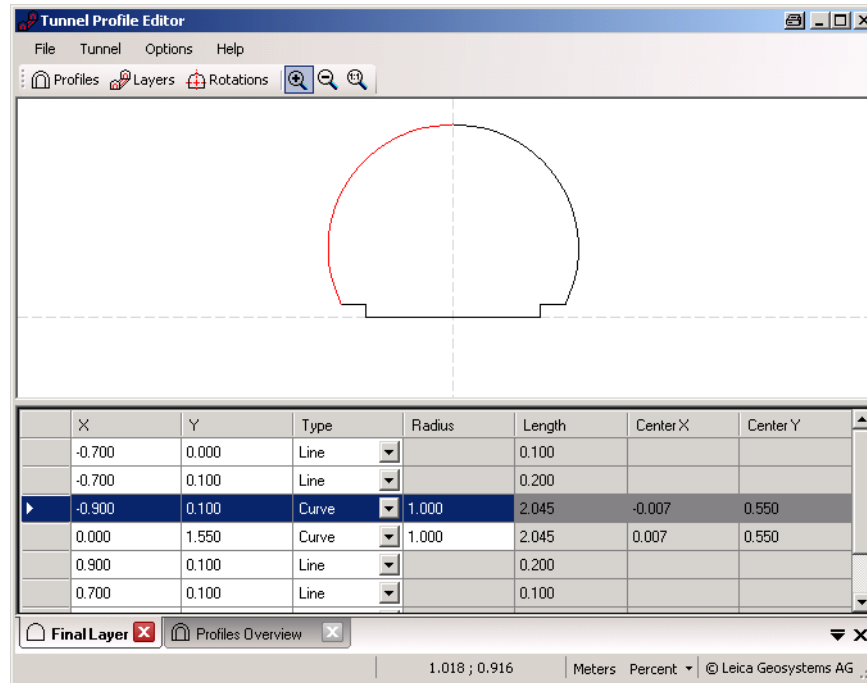 Tunnel Profile Editor
File Tunnel Options Help
Profiles Layers Rotations 1:1
X Y Type Radius Length Center X Center Y
-0.700 0.000 Line 0.100
-0.700 0.100 Line 0.200
-0.900 0.100 Curve 1.000 2.045 -0.007 0.550
0.000 1.550 Curve 1.000 2.045 0.007 0.550
0.900 0.100 Line 0.200
0.700 0.100 Line 0.100
Final Layer Profiles Overview
1.018 ; 0.916 Meters Percent © Leica Geosystems AG